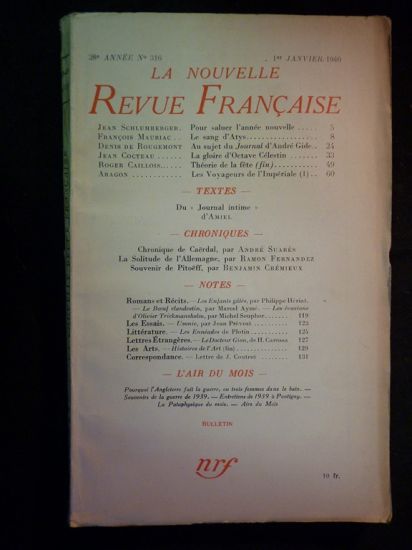 28e ANNÉE No 316 1er JANVIER 1940
LA NOUVELLE
REVUE FRANÇAISE
JEAN SCHLUMBERGER. Pour saluer l'année nouvelle ..... 5
FRANÇOIS MAURIAC .. Le sang d'Atys............... 8
DENIS DE ROUGEMONT Au sujet du Journal d'André Gide.. 24
JEAN COCTEAU ...... La gloire d'Octave Célestin ...... 33
ROGER CAILLOIS..... Théorie de la fête (fin)......... 49
ARAGON ............ Les Voyageurs de l'Impériale (I) .. 60
— TEXTES —
Du « Journal intime »
d'AMIEL
— CHRONIQUES —
Chronique de Caërdal, par ANDRÉ SUARÈS
La Solitude de l'Allemagne, par RAMON FERNANDEZ
Souvenir de Pitoëff, par BENJAMIN CRÉMIEUX
— NOTES —
Romans et Récits. — Les Enfants gâtés, par Philippe Hériat.
— Le Bœuf clandestin, par Marcel Aymé. — Les évasions
d'Olivier Trickmansholm, par Michel Seuphor....... 119
Les Essais. — Usonie, par Jean Prévost........... 123
Littérature. — Les Ennéades de Plotin ........... 125
Lettres Étrangères. — Le Docteur Gion, de H. Carossa 127
Les Arts. — Histoires de l'Art (fin)............. 129
Correspondance. — Lettre de J. Coutrot .......... 131
— L'AIR DU MOIS —
Pourquoi l'Angleterre fait la guerre, ou trois femmes dans le bain. —
Souvenirs de la guerre de 1939. — Entretiens de 1939 à Pontigny. —
La Pataphysique du mois. — Airs du Mois
BULLETIN
nrf
10 fr.